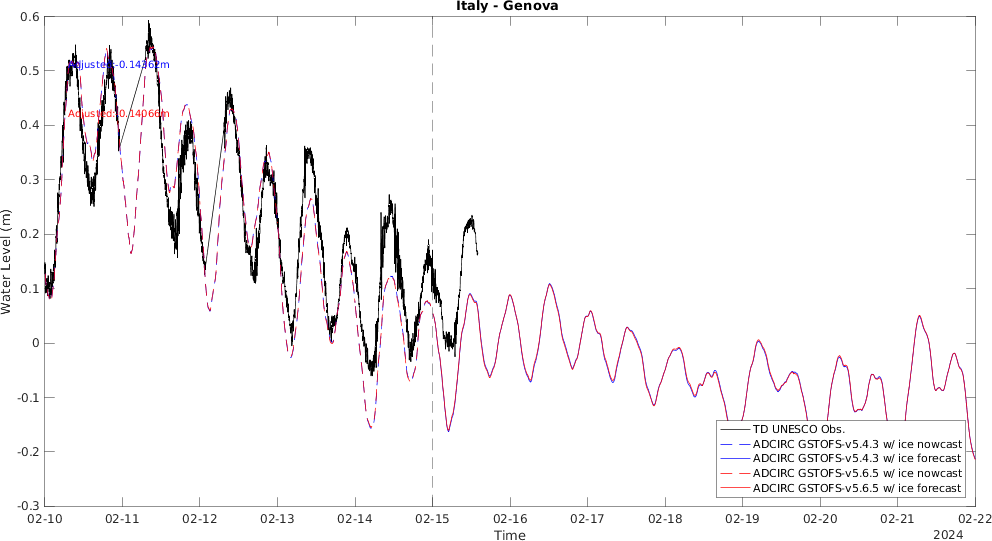 Italy - Genova
0.6
0.5
0.4
0.3
0.2
0.1
0
-0.1
-0.2
-0.3
Water Level (m)
Adjusted:-0.14362m
Adjusted:-0.14066m
TD UNESCO Obs.
ADCIRC GSTOFS-v5.4.3 w/ ice nowcast
ADCIRC GSTOFS-v5.4.3 w/ ice forecast
ADCIRC GSTOFS-v5.6.5 w/ ice nowcast
ADCIRC GSTOFS-v5.6.5 w/ ice forecast
02-10 02-11 02-12 02-13 02-14 02-15 02-16 02-17 02-18 02-19 02-20 02-21 02-22
Time
2024